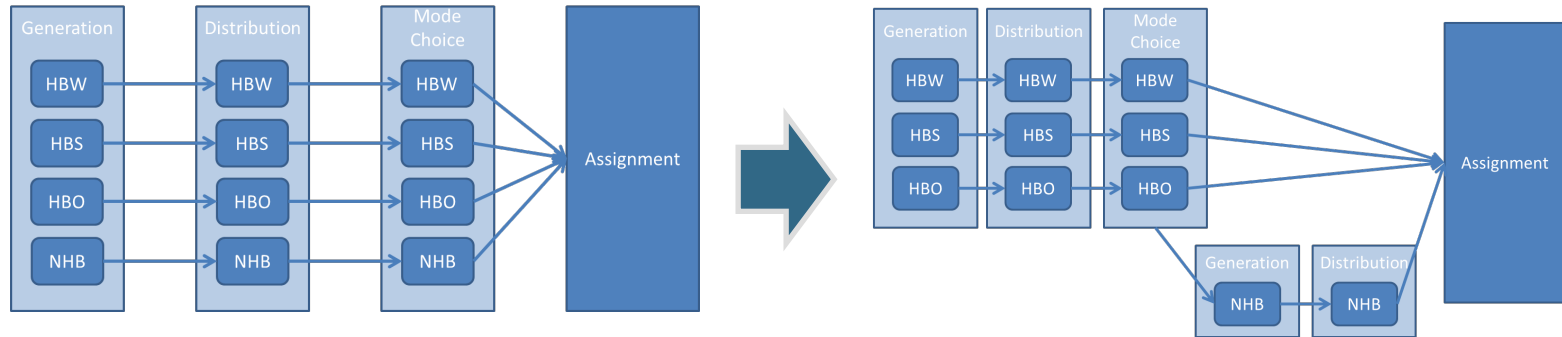 Generation
HBW
HBS
HBO
NHB
Distribution
HBW
HBS
HBO
NHB
Mode
Choice
HBW
HBS
HBO
NHB
Assignment
Generation
HBW
HBS
HBO
Distribution
HBW
HBS
HBO
Mode
Choice
HBW
HBS
HBO
Generation
NHB
Distribution
NHB
Assignment